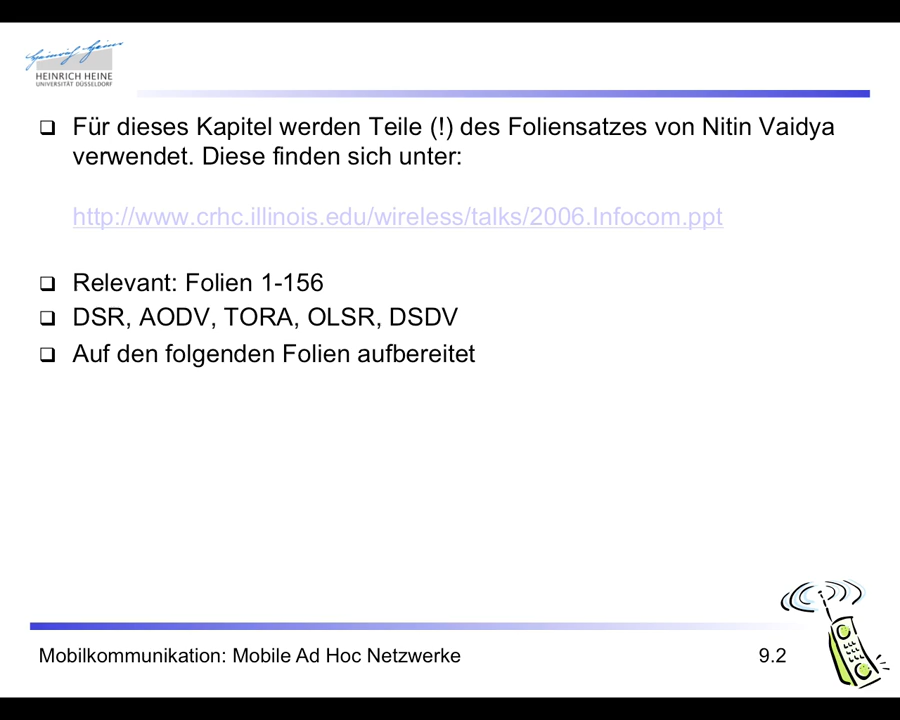 Heinrich Heine
HEINRICH HEINE
UNIVERSITÄT DÜSSELDORF
Für dieses Kapitel werden Teile (!) des Foliensatzes von Nitin Vaidya
verwendet. Diese finden sich unter:
http://www.crhc.illinois.edu/wireless/talks/2006.Infocom.ppt
Relevant: Folien 1-156
DSR, AODV, TORA, OLSR, DSDV
Auf den folgenden Folien aufbereitet
Mobilkommunikation: Mobile Ad Hoc Netzwerke
9.2